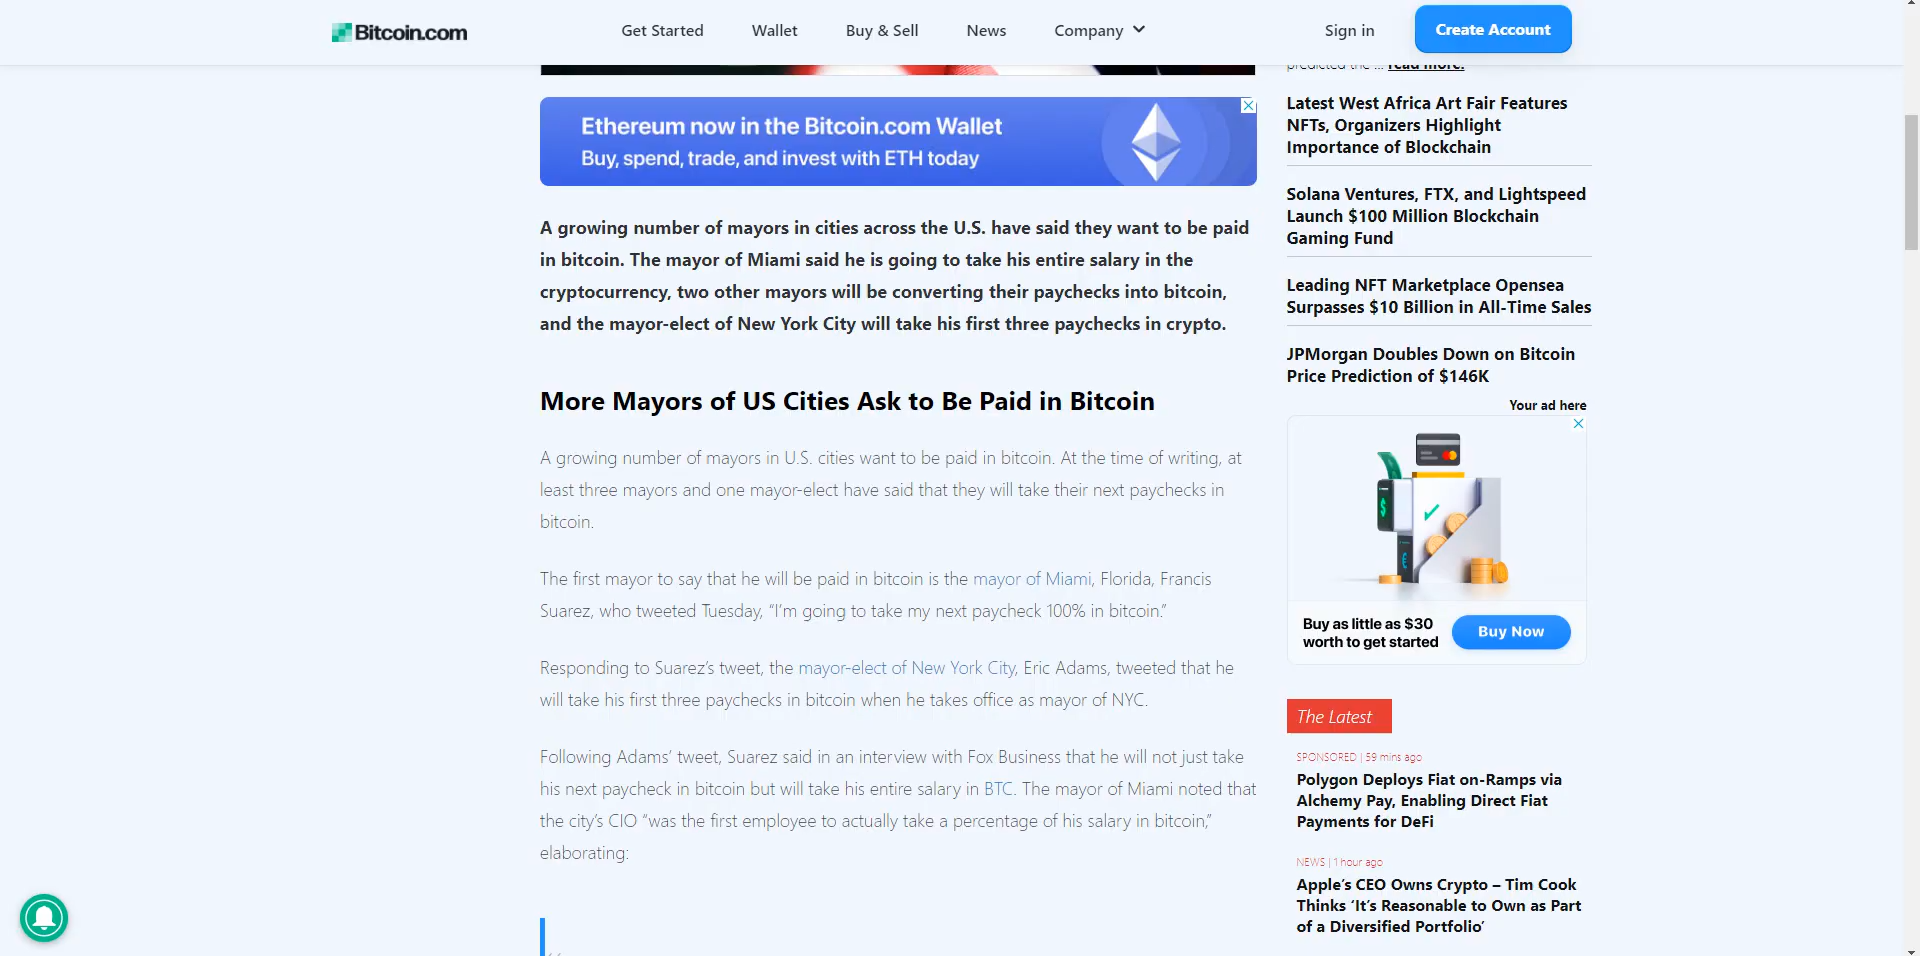 Bitcoin.com
Get Started
Wallet
Buy & Sell
News
Company
Sign in
Create Account
Ethereum now in the Bitcoin.com Wallet
Buy, spend, trade, and invest with ETH today
A growing number of mayors in cities across the U.S. have said they want to be paid
in bitcoin. The mayor of Miami said he is going to take his entire salary in the
cryptocurrency, two other mayors will be converting their paychecks into bitcoin,
and the mayor-elect of New York City will take his first three paychecks in crypto.
More Mayors of US Cities Ask to Be Paid in Bitcoin
A growing number of mayors in U.S. cities want to be paid in bitcoin. At the time of writing, at
least three mayors and one mayor-elect have said that they will take their next paychecks in
bitcoin.
The first mayor to say that he will be paid in bitcoin is the mayor of Miami, Florida, Francis
Suarez, who tweeted Tuesday, “I’m going to take my next paycheck 100% in bitcoin.”
Responding to Suarez’s tweet, the mayor-elect of New York City, Eric Adams, tweeted that he
will take his first three paychecks in bitcoin when he takes office as mayor of NYC.
Following Adams’ tweet, Suarez said in an interview with Fox Business that he will not just take
his next paycheck in bitcoin but will take his entire salary in BTC. The mayor of Miami noted that
the city’s CIO “was the first employee to actually take a percentage of his salary in bitcoin,”
elaborating:
predicted the ... read more.
Latest West Africa Art Fair Features
NFTs, Organizers Highlight
Importance of Blockchain
Solana Ventures, FTX, and Lightspeed
Launch $100 Million Blockchain
Gaming Fund
Leading NFT Marketplace Opensea
Surpasses $10 Billion in All-Time Sales
JPMorgan Doubles Down on Bitcoin
Price Prediction of $146K
Your ad here
Buy as little as $30
worth to get started
Buy Now
The Latest
SPONSORED | 59 mins ago
Polygon Deploys Fiat on-Ramps via
Alchemy Pay, Enabling Direct Fiat
Payments for DeFi
NEWS | 1 hour ago
Apple’s CEO Owns Crypto – Tim Cook
Thinks ‘It’s Reasonable to Own as Part
of a Diversified Portfolio’